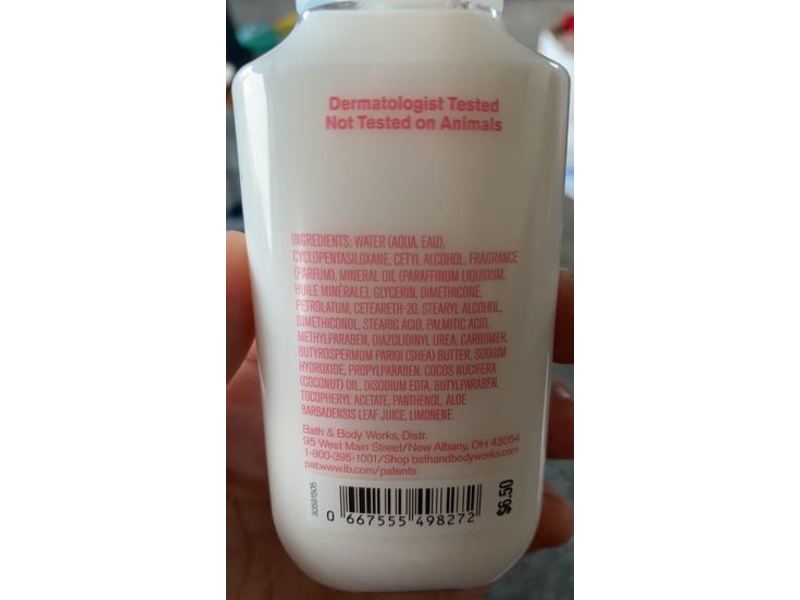 Dermatologist Tested
Not Tested on Animals
INGREDIENTS: WATER (AQUA, EAU),
CYCLOPENTASILOXANE, CETYL ALCOHOL, FRAGRANCE
(PARFUM), MINERAL OIL (PARAFFINUM LIQUIDUM,
HUILE MINÉRALE), GLYCERIN, DIMETHICONE,
PETROLATUM, CETEARETH-20, STEARYL ALCOHOL,
DIMETHICONOL, STEARIC ACID, PALMITIC ACID,
METHYLPARABEN, DIAZOLIDINYL UREA, CARBOMER,
BUTYROSPERMUM PARKII (SHEA) BUTTER, SODIUM
HYDROXIDE, PROPYLPARABEN, COCOS NUCIFERA
(COCONUT) OIL, DISODIUM EDTA, BUTYLPARABEN,
TOCOPHERYL ACETATE, PANTHENOL, ALOE
BARBADENSIS LEAF JUICE, LIMONENE.
Bath & Body Works, Distr.
95 West Main Street/New Albany, OH 43054
1-800-395-1001/Shop bathandbodyworks.com
pat.www.lb.com/patents
30591505
0 667555 498272
$6.50